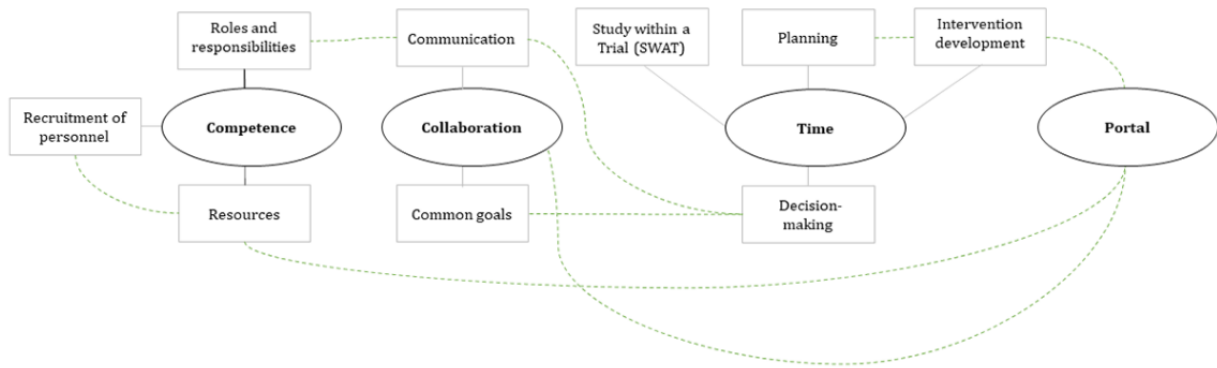 Roles and
responsibilities
Communication
Study within a
Trial (SWAT)
Planning
Intervention
development
Recruitment of
personnel
Competence
Collaboration
Time
Portal
Resources
Common goals
Decision-
making